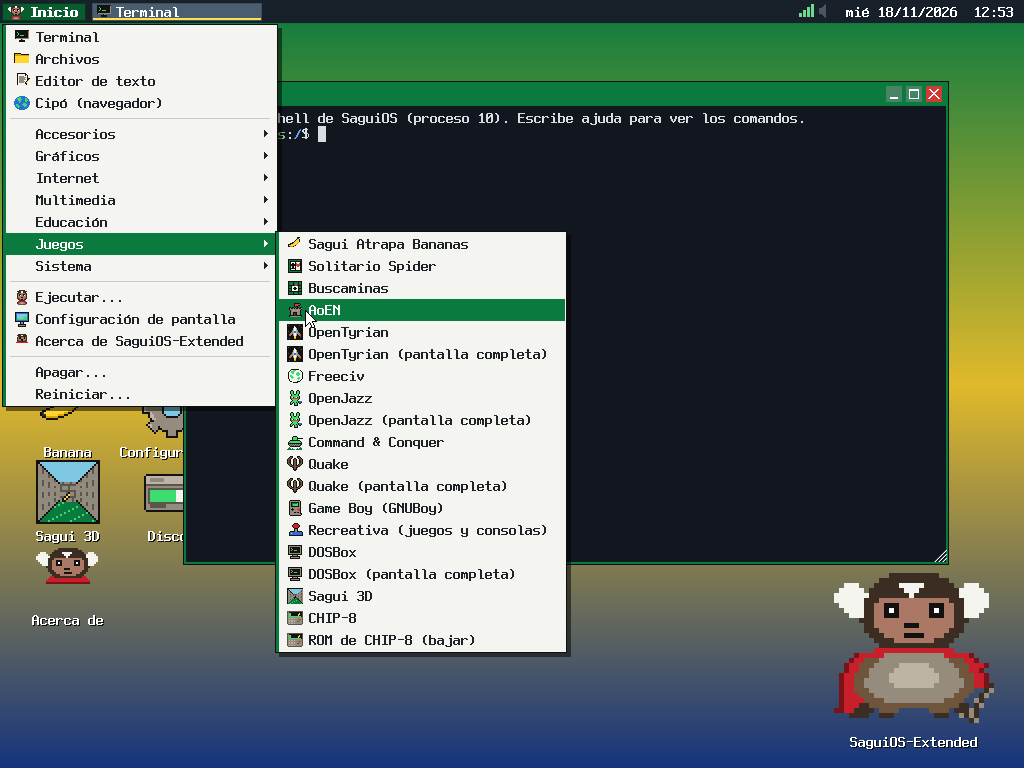 Inicio
Terminal
mié 18/11/2026 12:53
Terminal
Archivos
Editor de texto
Cipó (navegador)
Accesorios
Gráficos
Internet
Multimedia
Educación
Juegos
Sistema
Ejecutar...
Configuración de pantalla
Acerca de SaguiOS-Extended
Apagar...
Reiniciar...
hell de SaguiOS (proceso 10). Escribe ayuda para ver los comandos.
s:/$
Sagui Atrapa Bananas
Solitario Spider
Buscaminas
AoEN
OpenTyrian
OpenTyrian (pantalla completa)
Freeciv
OpenJazz
OpenJazz (pantalla completa)
Command & Conquer
Quake
Quake (pantalla completa)
Game Boy (GNUBoy)
Recreativa (juegos y consolas)
DOSBox
DOSBox (pantalla completa)
Sagui 3D
CHIP-8
ROM de CHIP-8 (bajar)
Banana
Configur
Sagui 3D
Disco
Acerca de
SaguiOS-Extended